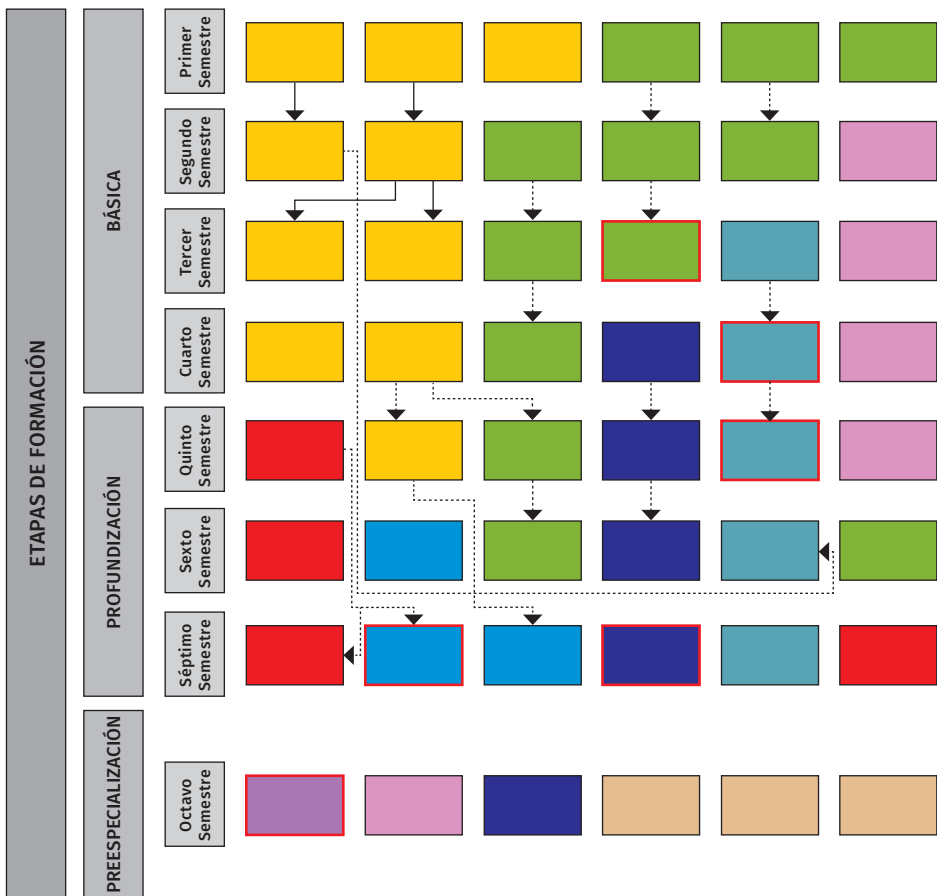 ETAPAS DE FORMACIÓN
BÁSICA
Primer
Semestre
Segundo
Semestre
Tercer
Semestre
Cuarto
Semestre
PROFUNDIZACIÓN
Quinto
Semestre
Sexto
Semestre
Séptimo
Semestre
PREESPECIALIZACIÓN
Octavo
Semestre